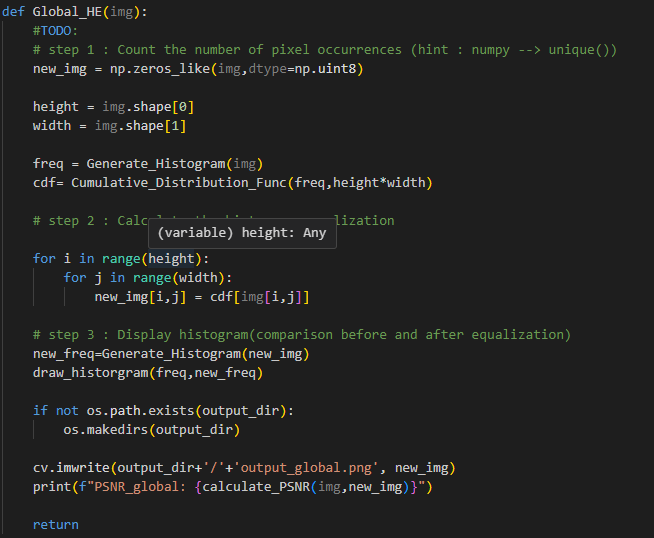 def Global_HE(img):
    #TODO:
    # step 1 : Count the number of pixel occurrences (hint : numpy --> unique())
    new_img = np.zeros_like(img,dtype=np.uint8)
    height = img.shape[0]
    width = img.shape[1]
    freq = Generate_Histogram(img)
    cdf= Cumulative_Distribution_Func(freq,height*width)
    # step 2 :
    (variable) height: Any
    for i in range(height):
        for j in range(width):
            new_img[i,j] = cdf[img[i,j]]
    # step 3 : Display histogram(comparison before and after equalization)
    new_freq=Generate_Histogram(new_img)
    draw_historgram(freq,new_freq)
    if not os.path.exists(output_dir):
        os.makedirs(output_dir)
    cv.imwrite(output_dir+'/'+'output_global.png', new_img)
    print(f"PSNR_global: {calculate_PSNR(img,new_img)}")
    return